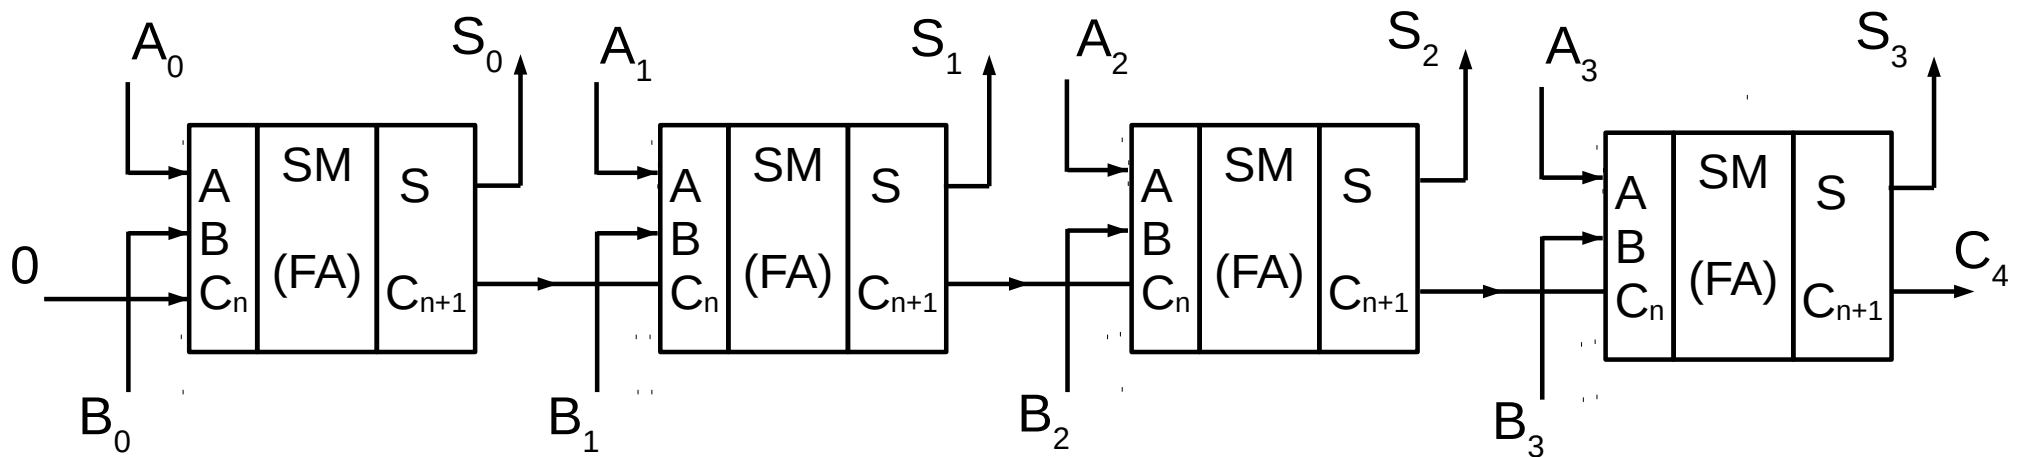 A0 S0 A1 S1 A2 S2 A3 S3
SM SM SM SM
A S A S A S A S
B B B B
0 (FA) (FA) (FA) (FA) C4
Cn Cn+1 Cn Cn+1 Cn Cn+1 Cn Cn+1
B0 B1 B2 B3